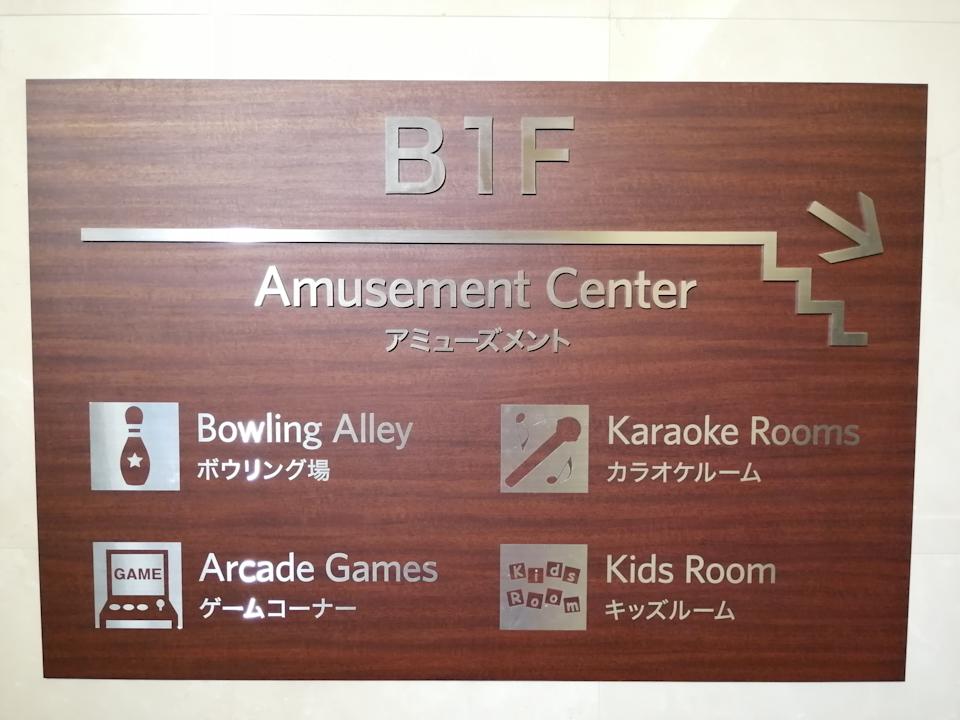 B1F
Amusement Center
アミューズメント
Bowling Alley
ボウリング場
Karaoke Rooms
カラオケルーム
GAME
Arcade Games
ゲームコーナー
Kids
Room
Kids Room
キッズルーム